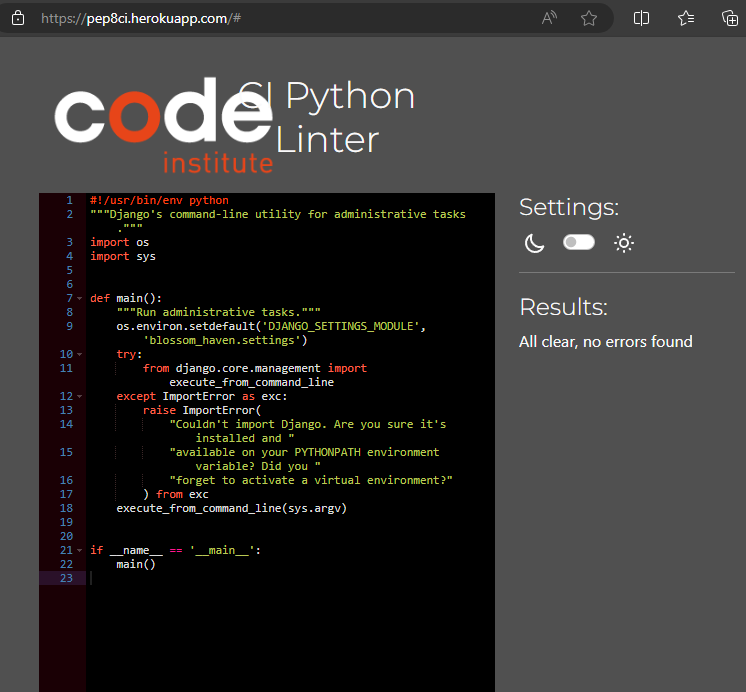 https://pep8ci.herokuapp.com/#
code
institute
CI Python
Linter
1 #!/usr/bin/env python
2 """Django's command-line utility for administrative tasks
."""
3 import os
4 import sys
5
6
7 def main():
8 """Run administrative tasks."""
9 os.environ.setdefault('DJANGO_SETTINGS_MODULE',
'blossom_haven.settings')
10 try:
11 from django.core.management import
execute_from_command_line
12 except ImportError as exc:
13 raise ImportError(
14 "Couldn't import Django. Are you sure it's
installed and "
15 "available on your PYTHONPATH environment
variable? Did you "
16 "forget to activate a virtual environment?"
17 ) from exc
18 execute_from_command_line(sys.argv)
19
20
21 if __name__ == '__main__':
22 main()
23
Settings:
Results:
All clear, no errors found